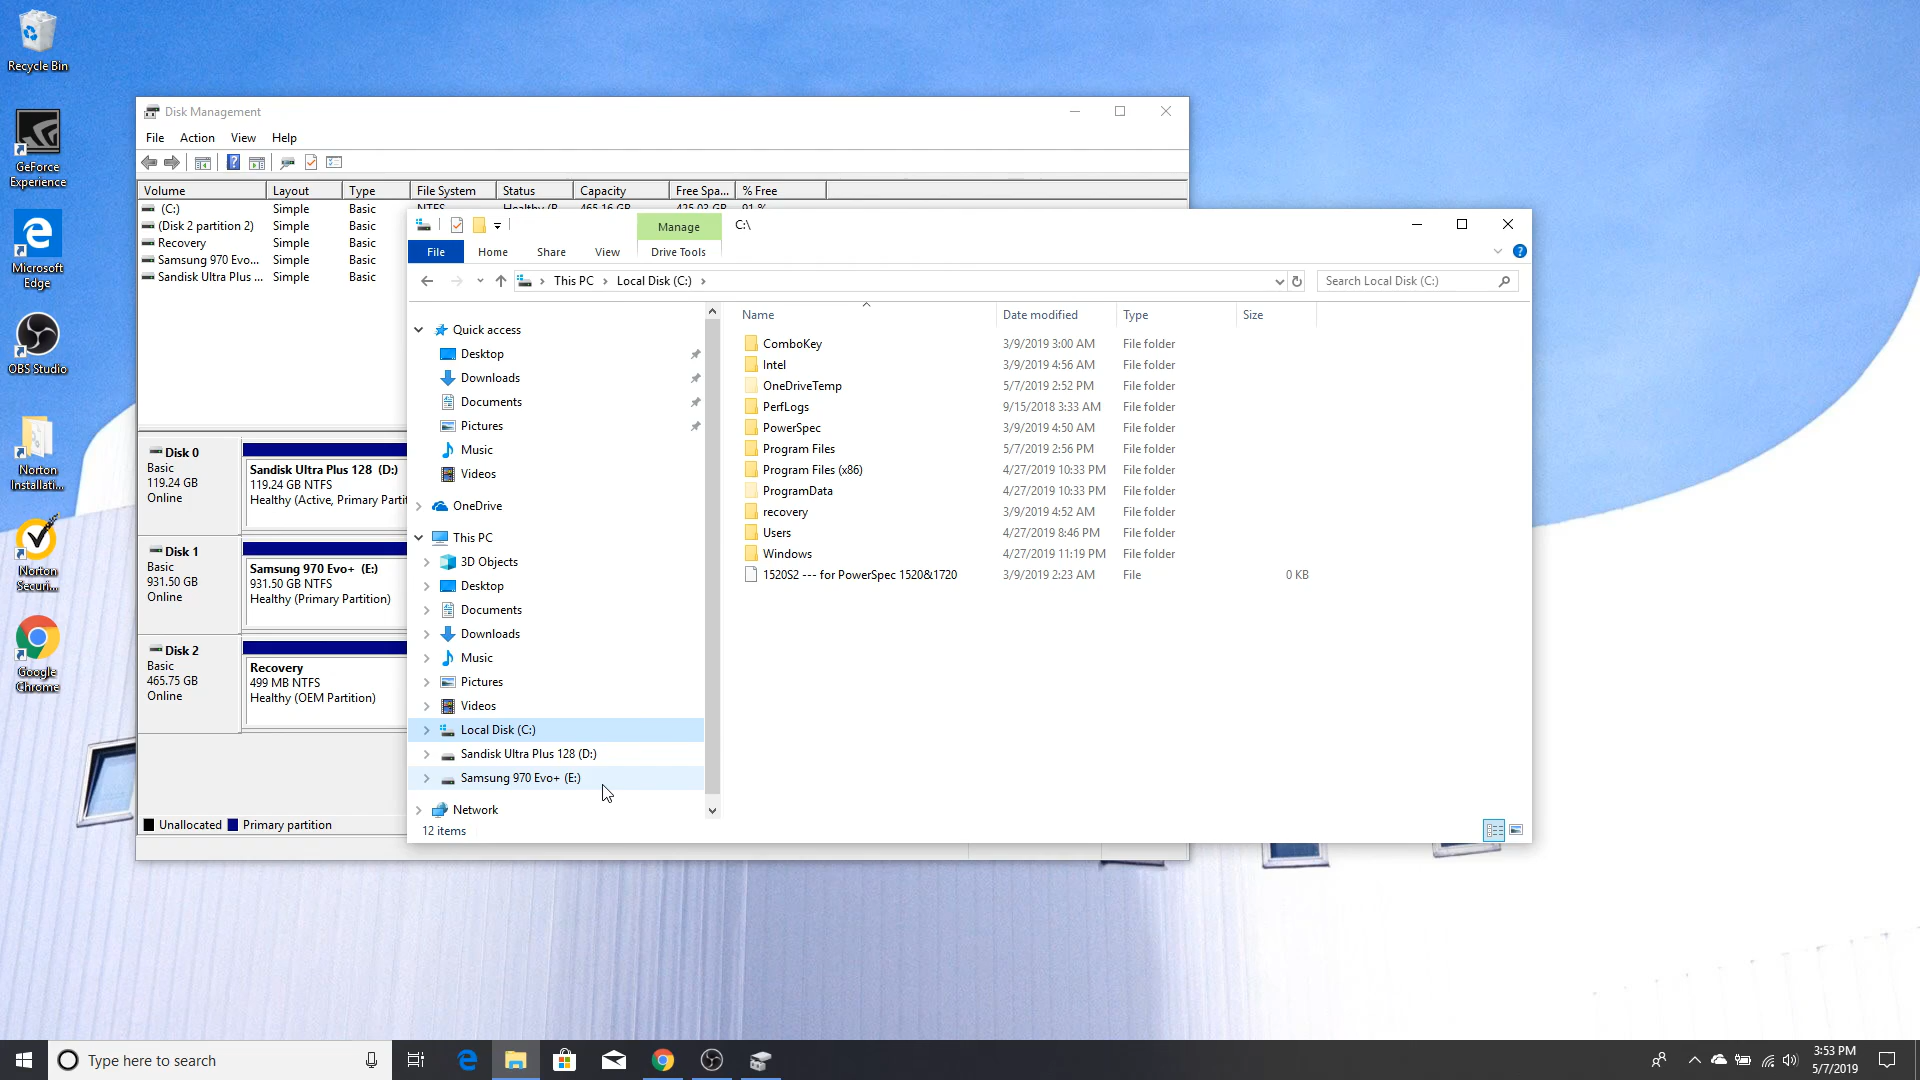 Recycle Bin
GeForce
Experience
Microsoft
Edge
OBS Studio
Norton
Installati...
Norton
Securi...
Google
Chrome
Disk Management
File Action View Help
Volume Layout Type File System Status Capacity Free Spa... % Free
(C:) Simple Basic NTFS Healthy (B 465.16 GB 425.03 GB 91 %
(Disk 2 partition 2) Simple Basic
Recovery Simple Basic
Samsung 970 Evo... Simple Basic
Sandisk Ultra Plus ... Simple Basic
Disk 0
Basic
119.24 GB
Online
Sandisk Ultra Plus 128 (D:)
119.24 GB NTFS
Healthy (Active, Primary Parti
Disk 1
Basic
931.50 GB
Online
Samsung 970 Evo+ (E:)
931.50 GB NTFS
Healthy (Primary Partition)
Disk 2
Basic
465.75 GB
Online
Recovery
499 MB NTFS
Healthy (OEM Partition)
Unallocated Primary partition
Manage C:\
File Home Share View Drive Tools
This PC Local Disk (C:)
Search Local Disk (C:)
Quick access
Desktop
Downloads
Documents
Pictures
Music
Videos
OneDrive
This PC
3D Objects
Desktop
Documents
Downloads
Music
Pictures
Videos
Local Disk (C:)
Sandisk Ultra Plus 128 (D:)
Samsung 970 Evo+ (E:)
Network
12 items
Name Date modified Type Size
ComboKey 3/9/2019 3:00 AM File folder
Intel 3/9/2019 4:56 AM File folder
OneDriveTemp 5/7/2019 2:52 PM File folder
PerfLogs 9/15/2018 3:33 AM File folder
PowerSpec 3/9/2019 4:50 AM File folder
Program Files 5/7/2019 2:56 PM File folder
Program Files (x86) 4/27/2019 10:33 PM File folder
ProgramData 4/27/2019 10:33 PM File folder
recovery 3/9/2019 4:52 AM File folder
Users 4/27/2019 8:46 PM File folder
Windows 4/27/2019 11:19 PM File folder
1520S2 --- for PowerSpec 1520&1720 3/9/2019 2:23 AM File 0 KB
Type here to search
3:53 PM
5/7/2019